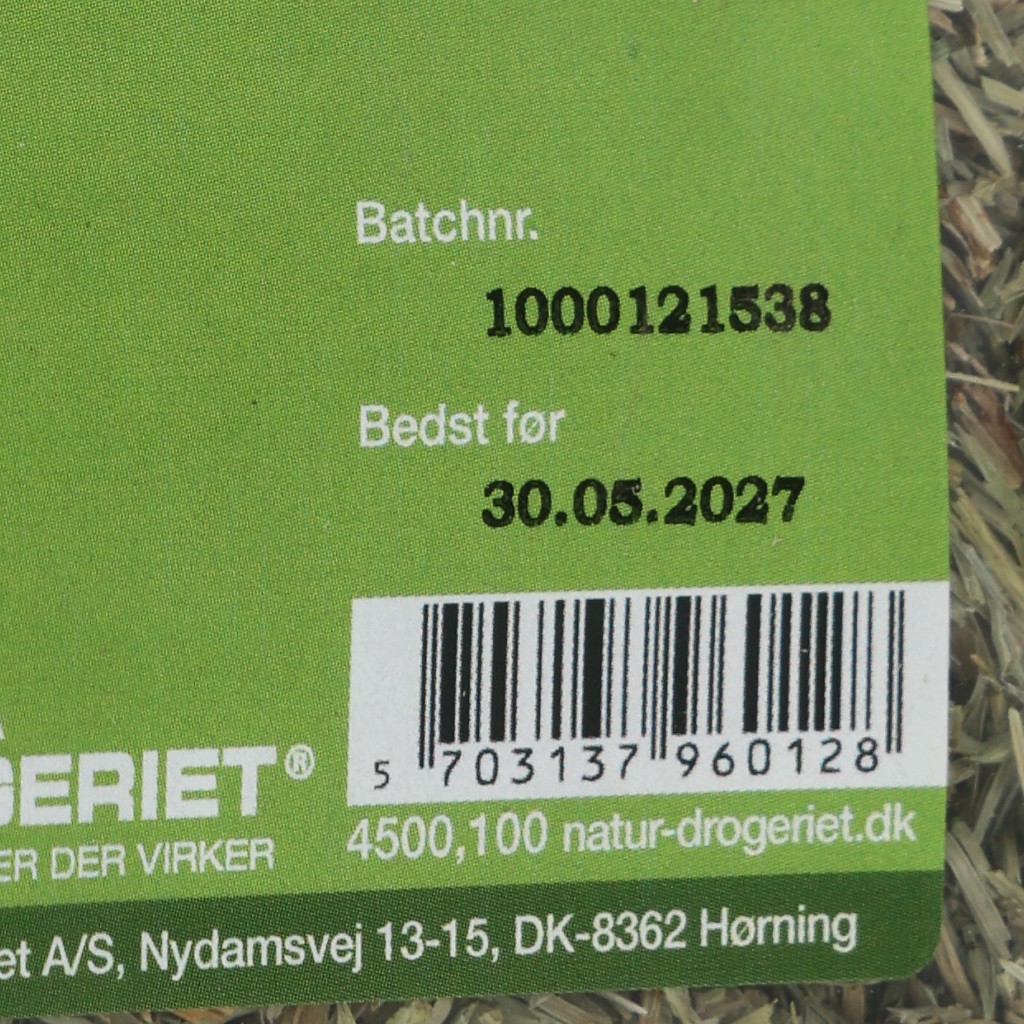 Batchnr.
1000121538
Bedst før
30.05.2027
5 703137 960128
GERIET®
ER DER VIRKER
4500,100 natur-drogeriet.dk
et A/S, Nydamsvej 13-15, DK-8362 Hørning